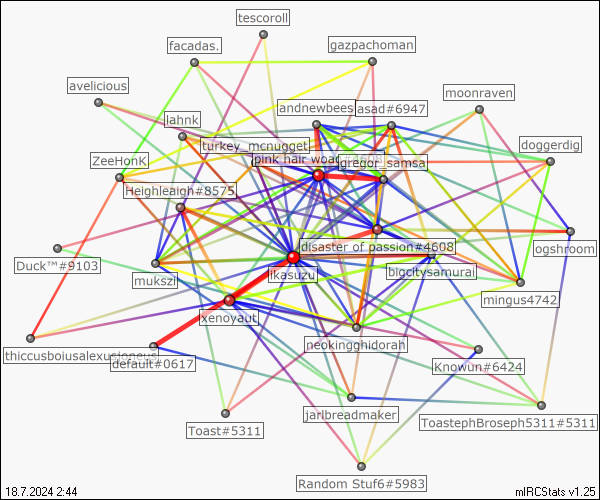 tescoroll
facadas.
gazpachoman
avelicious
moonraven
andnewbees
asad#6947
lahnk
turkey_mcnugget
doggerdig
pink hair woag
gregor_samsa
ZeeHonk
Heighleaigh#8575
disaster of passion#4608
ogshroom
Duck™#9103
mukszi
likasuzu
bigcitysamurai
mingus4742
xenoyaut
neokingghidorah
thiccusboiusalexusioneus
default#0617
Knowun#6424
jarlbreadmaker
Toast#5311
ToastephBroseph5311#5311
Random Stuf6#5983
18.7.2024 2:44
mIRCStats v1.25